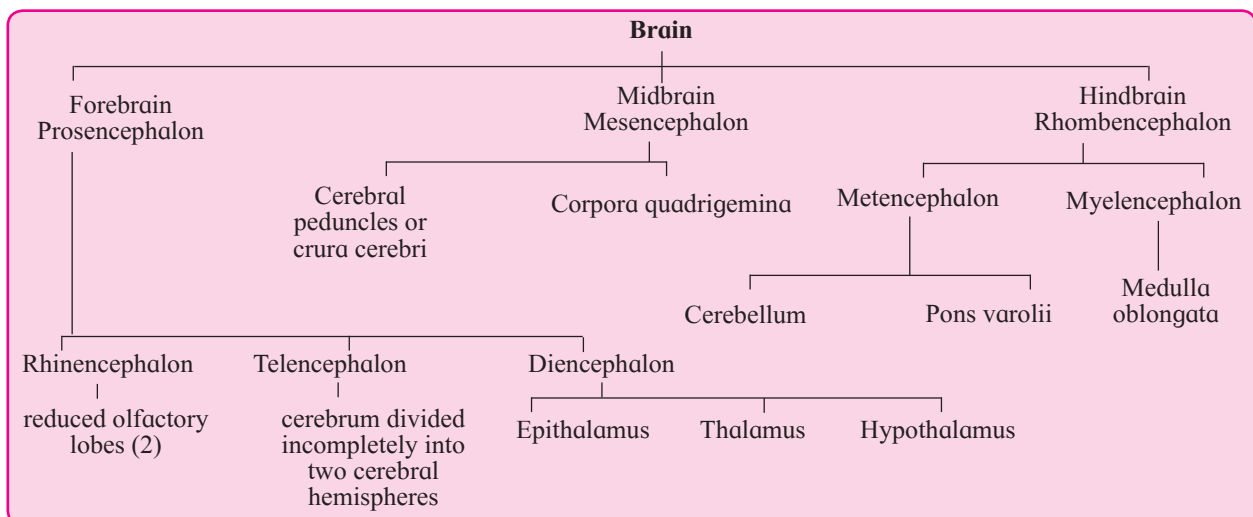 Brain
Forebrain
Prosencephalon
Midbrain
Mesencephalon
Hindbrain
Rhombencephalon
Cerebral
peduncles or
crura cerebri
Corpora quadrigemina
Metencephalon
Myelencephalon
Cerebellum
Pons varolii
Medulla
oblongata
Rhinencephalon
Telencephalon
Diencephalon
reduced olfactory
lobes (2)
cerebrum divided
incompletely into
two cerebral
hemispheres
Epithalamus
Thalamus
Hypothalamus